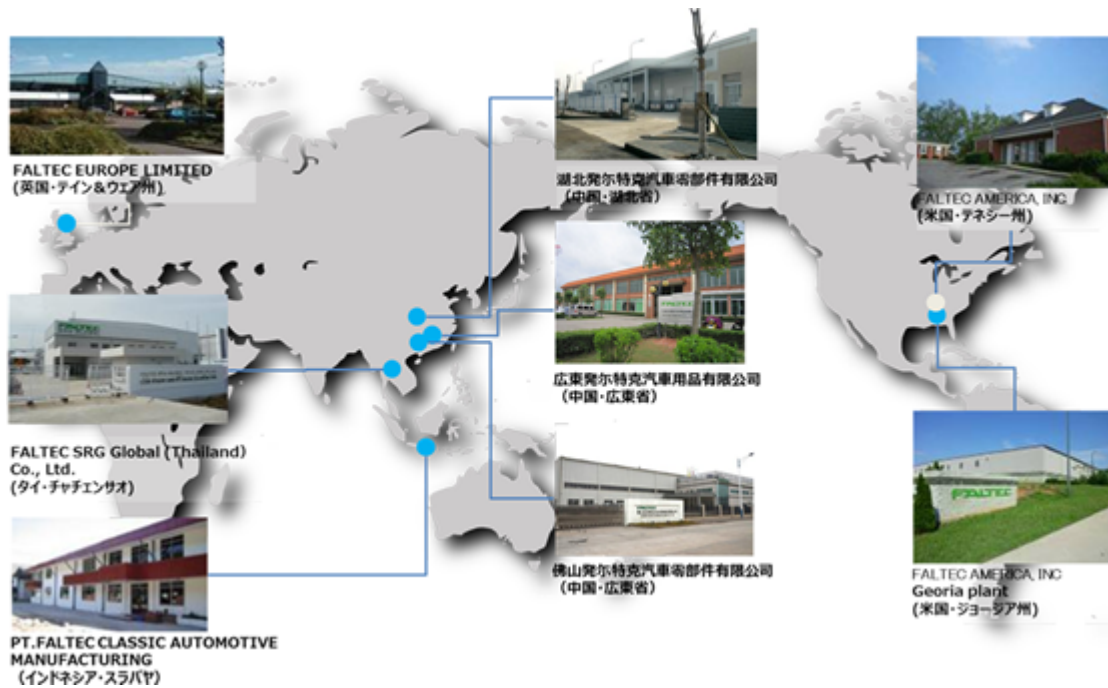 FALTEC EUROPE LIMITED
(英国・テイン&ウェア州)
湖北発尔特克汽車零部件有限公司
(中国・湖北省)
FALTEC AMERICA, INC
(米国・テネシー州)
FALTEC
広東発尔特克汽車用品有限公司
(中国・広東省)
FALTEC
FALTEC SRG Global (Thailand)
Co., Ltd.
(タイ・チャチェンサオ)
FALTEC
佛山発尔特克汽車零部件有限公司
(中国・広東省)
FALTEC
FALTEC AMERICA, INC
Georia plant
(米国・ジョージア州)
PT.FALTEC CLASSIC AUTOMOTIVE
MANUFACTURING
(インドネシア・スラバヤ)